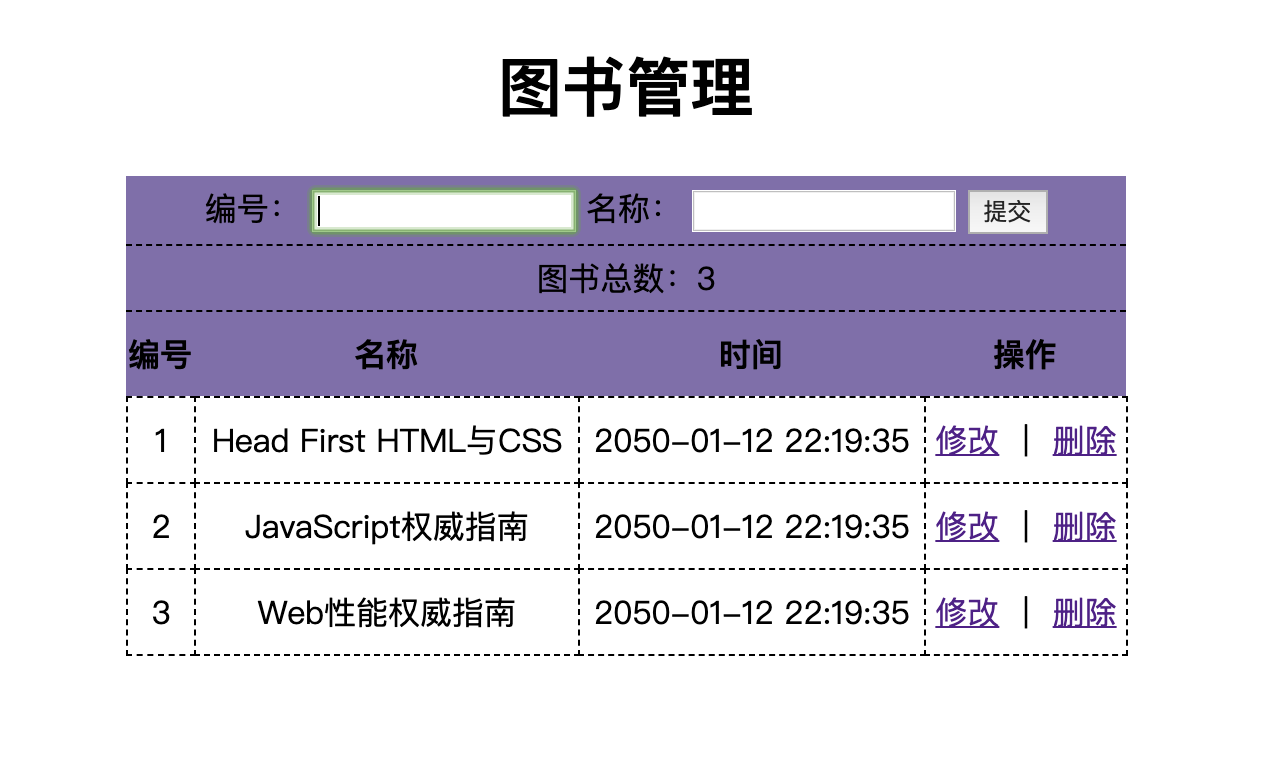 图书管理
编号： 名称： 提交
图书总数：3
编号 名称 时间 操作
1 Head First HTML与CSS 2050-01-12 22:19:35 修改 | 删除
2 JavaScript权威指南 2050-01-12 22:19:35 修改 | 删除
3 Web性能权威指南 2050-01-12 22:19:35 修改 | 删除